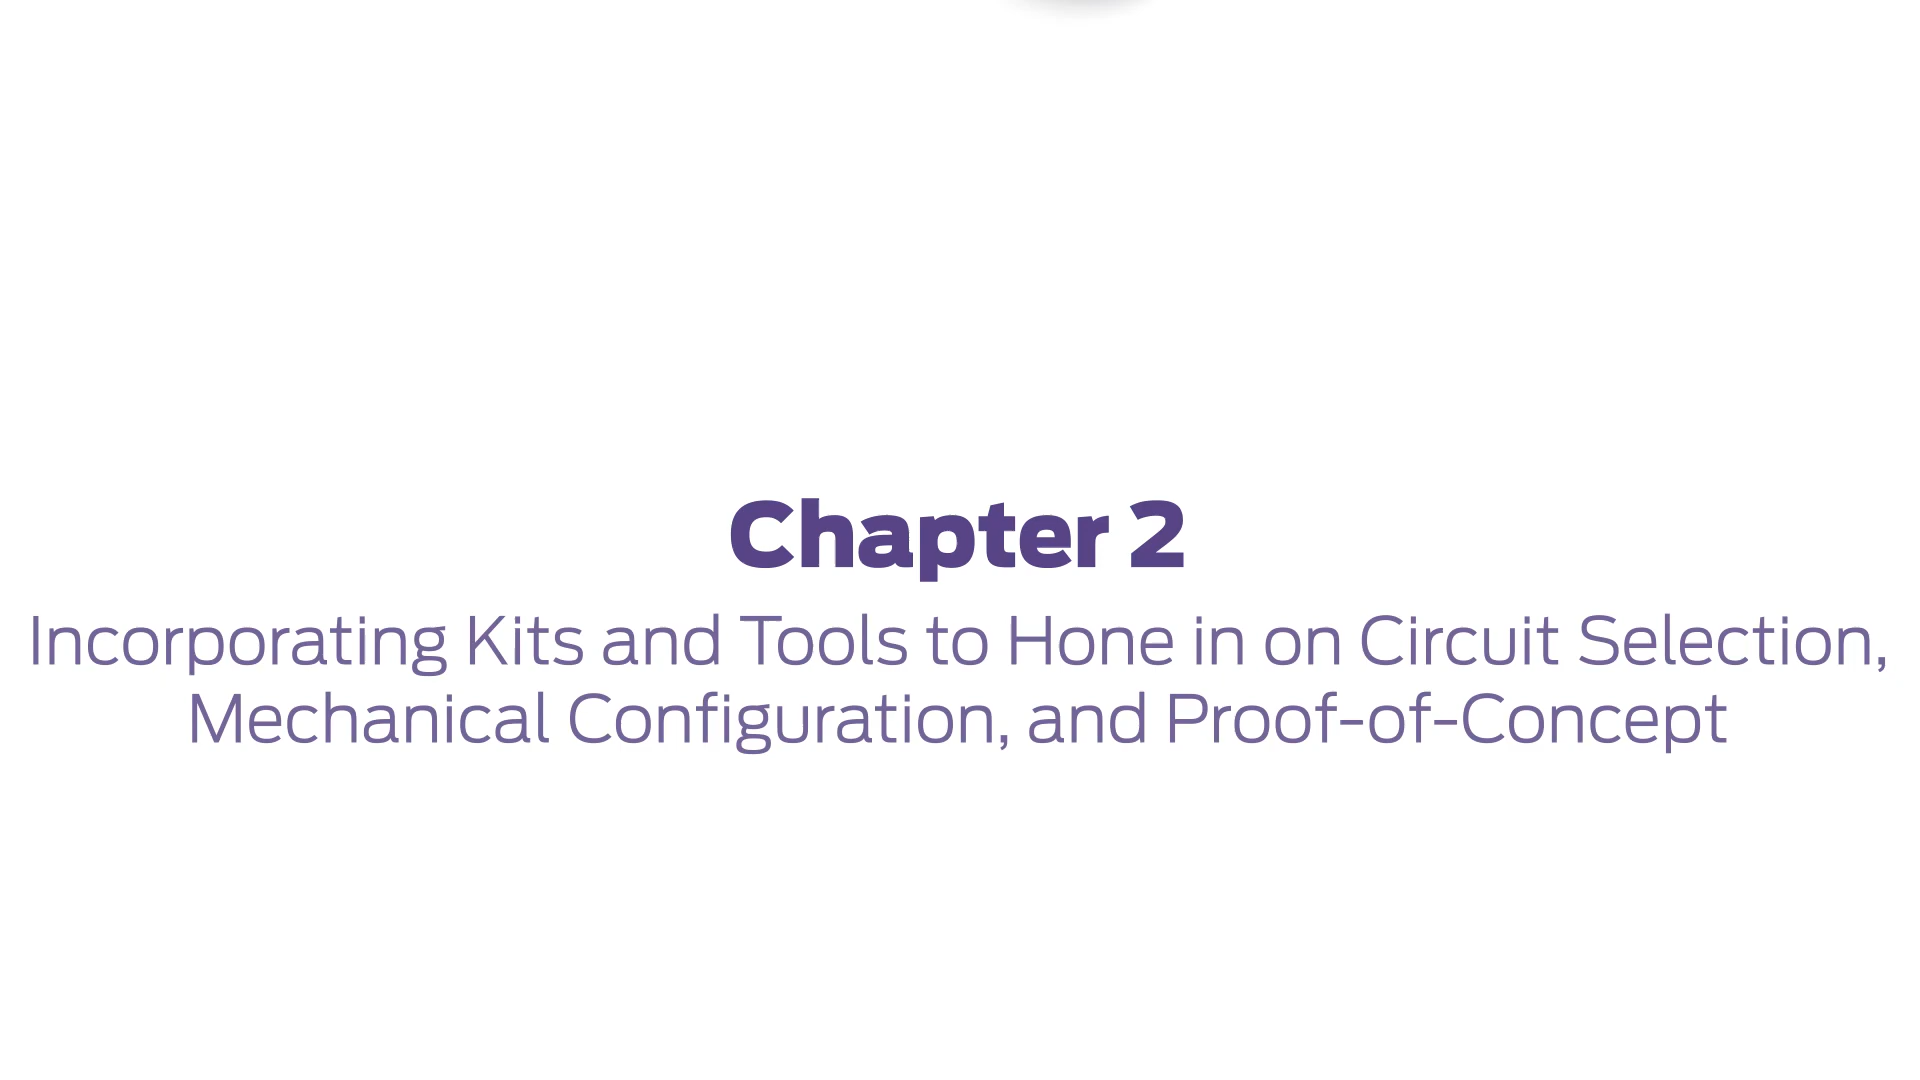 Chapter 2
Incorporating Kits and Tools to Hone in on Circuit Selection,
Mechanical Configuration, and Proof-of-Concept